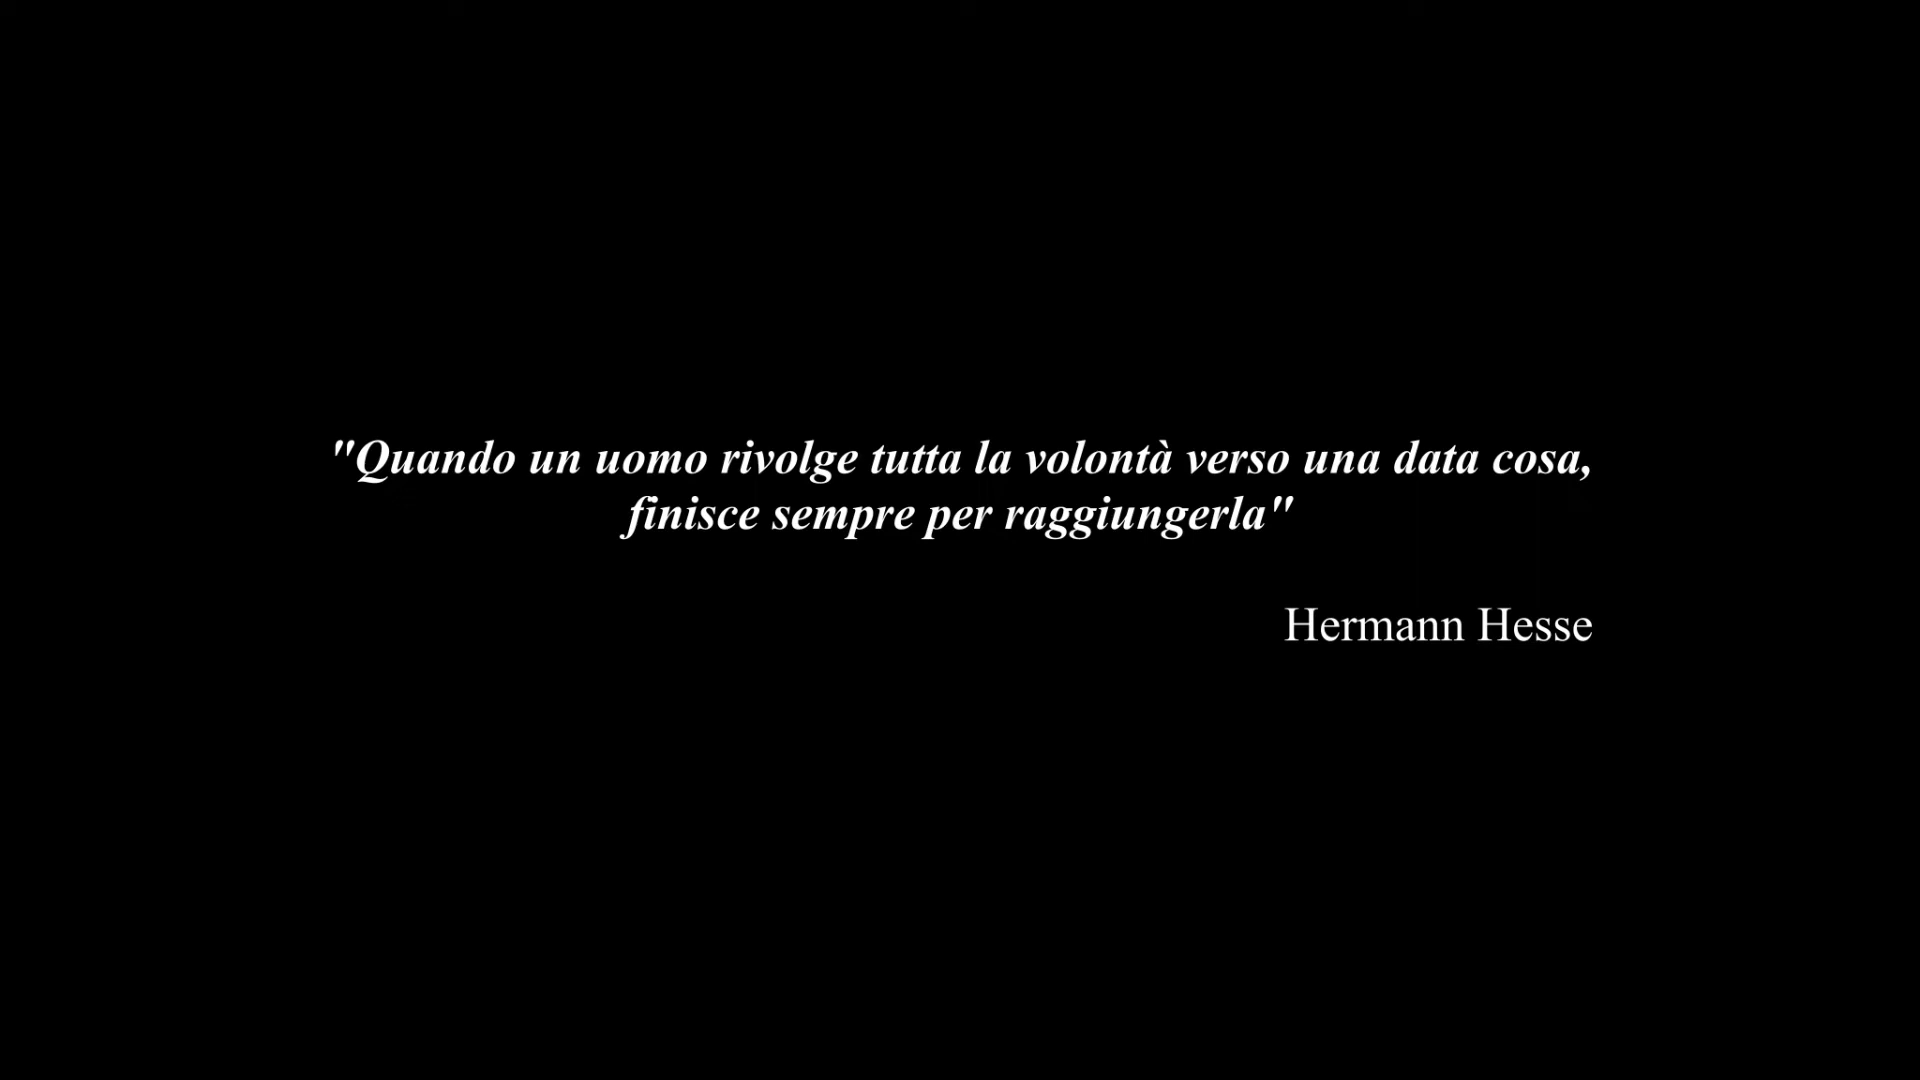 "Quando un uomo rivolge tutta la volontà verso una data cosa,
finisce sempre per raggiungerla"
Hermann Hesse